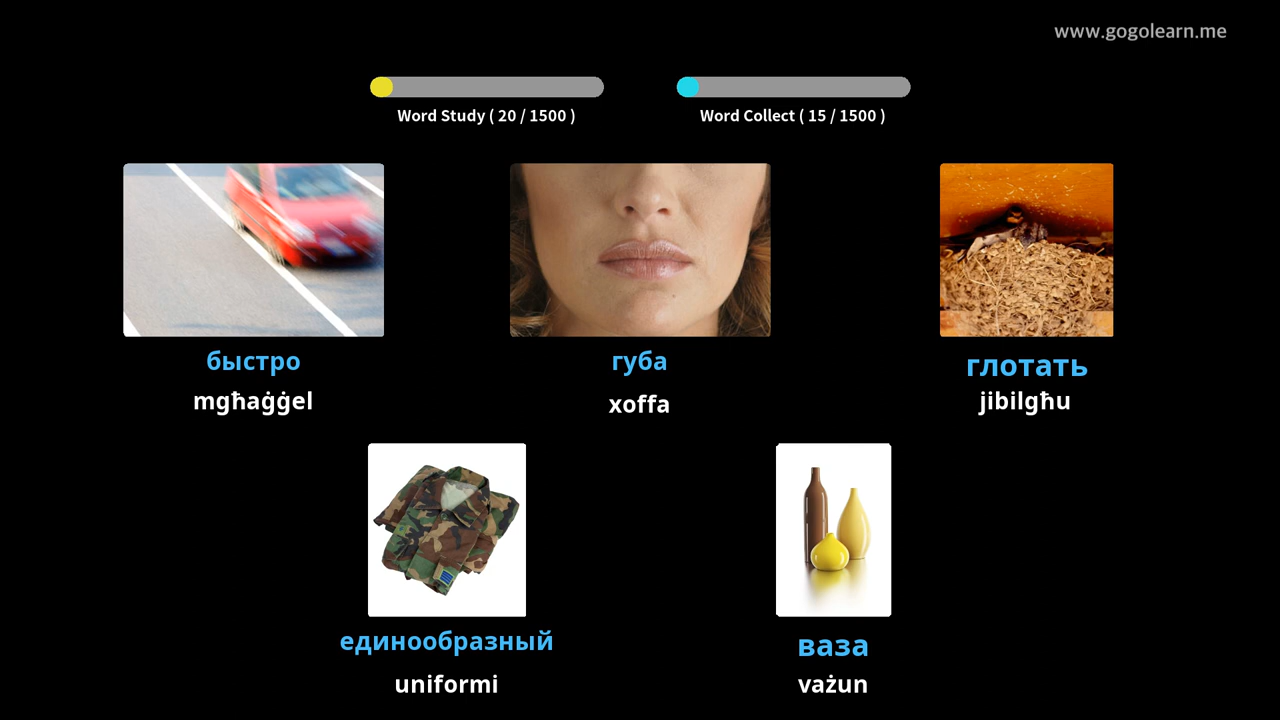 www.gogolearn.me
Word Study ( 20 / 1500 )
Word Collect ( 15 / 1500 )
быстро
mgħaġġel
губа
xoffa
глотать
jibilgħu
единообразный
uniformi
ваза
vażun